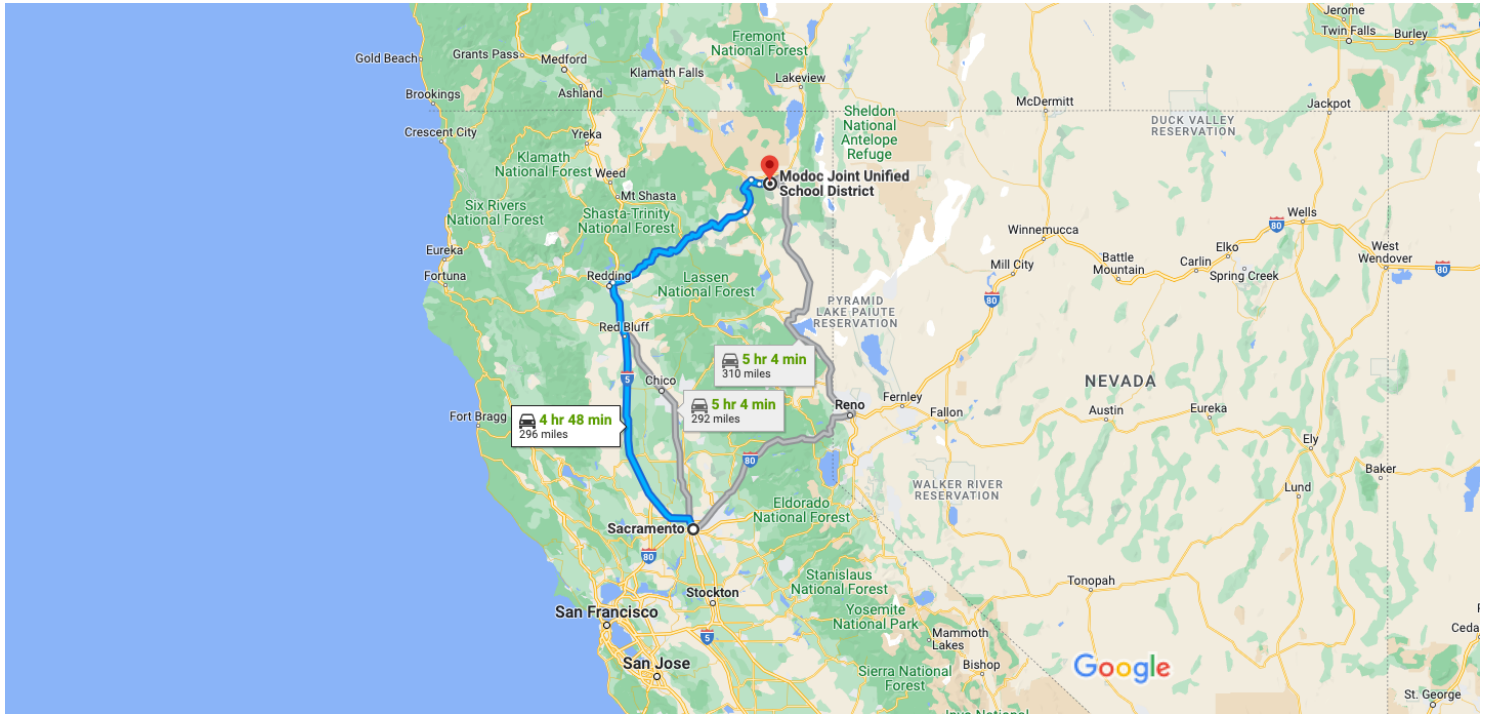 Jerome
Twin Falls
Burley
Fremont
National Forest
Gold Beach
Grants Pass
Medford
Klamath Falls
Lakeview
Ashland
Brookings
McDermitt
Jackpot
Sheldon
National
Antelope
Refuge
DUCK VALLEY
RESERVATION
Crescent City
Yreka
Klamath
National Forest
Weed
Modoc Joint Unified
School District
Mt Shasta
Six Rivers
National Forest
Shasta-Trinity
National Forest
80
Wells
Winnemucca
Elko
West
Wendover
Eureka
Battle
Mountain
Carlin
Spring Creek
Mill City
80
Fortuna
Redding
Lassen
National Forest
80
PYRAMID
LAKE PAIUTE
RESERVATION
Red Bluff
5 hr 4 min
310 miles
5
Chico
NEVADA
5 hr 4 min
292 miles
Reno
Fernley
Fallon
Austin
Eureka
Fort Bragg
4 hr 48 min
296 miles
Ely
80
Baker
WALKER RIVER
RESERVATION
Lund
Eldorado
National Forest
Sacramento
80
Stanislaus
National Forest
Tonopah
Stockton
San Francisco
Yosemite
National Park
5
Mammoth
Lakes
Ceda
San Jose
Sierra National
Forest
Bishop
Google
St. George